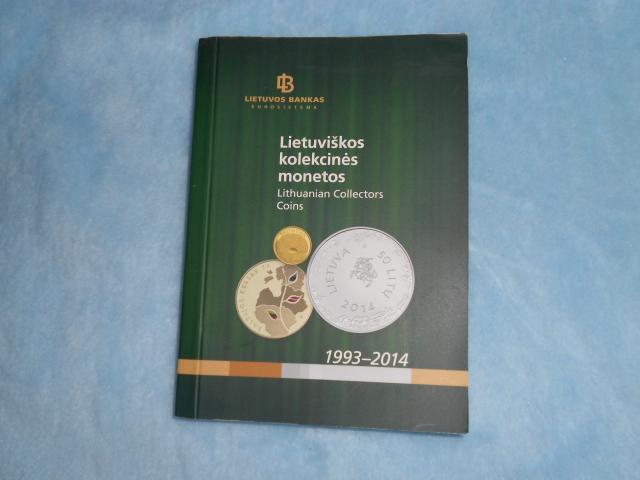 LIETUVOS BANKAS
EUROSISTEMA
Lietuviškos
kolekcinės
monetos
Lithuanian Collectors
Coins
LIETUVA
50 LITŲ
2014
1993–2014